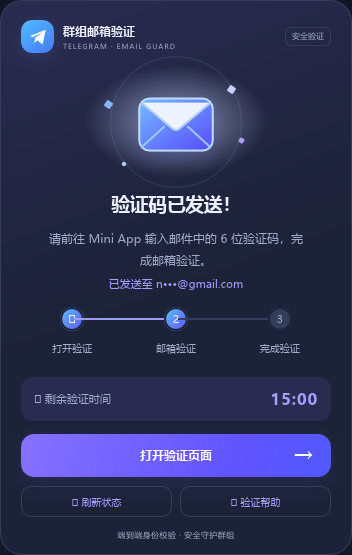 群组邮箱验证
TELEGRAM · EMAIL GUARD
安全验证
验证码已发送！
请前往 Mini App 输入邮件中的 6 位验证码，完
成邮箱验证。
已发送至 n•••@gmail.com
2
3
打开验证
邮箱验证
完成验证
剩余验证时间
15:00
打开验证页面 →
刷新状态
验证帮助
端到端身份校验 · 安全守护群组